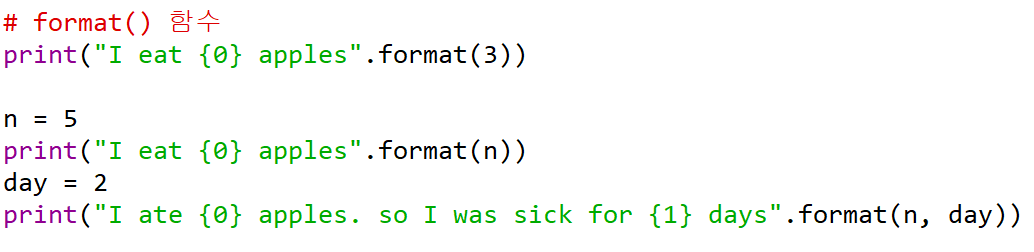 # format() 함수
print("I eat {0} apples".format(3))
n = 5
print("I eat {0} apples".format(n))
day = 2
print("I ate {0} apples. so I was sick for {1} days".format(n, day))